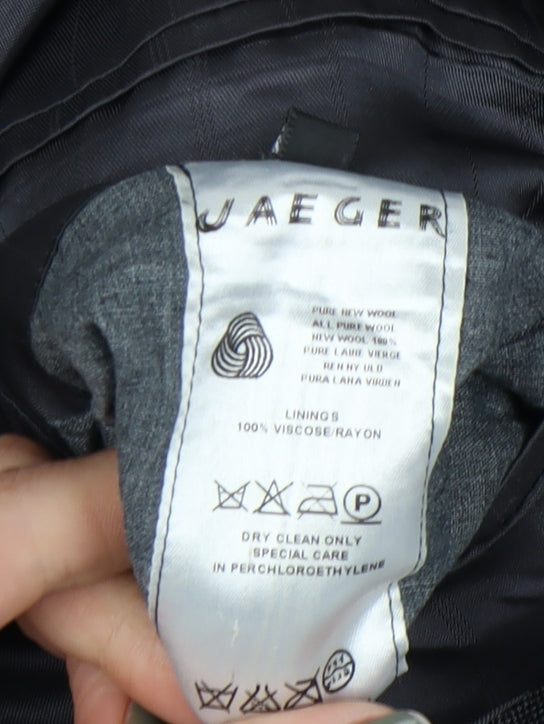 JAEGER
PURE NEW WOOL
ALL PURE WOOL
NEW WOOL 100%
PURE LAINE VIERGE
REN NY ULD
PURA LANA VIRGEN
LININGS
100% VISCOSE/RAYON
P
DRY CLEAN ONLY
SPECIAL CARE
IN PERCHLOROETHYLENE